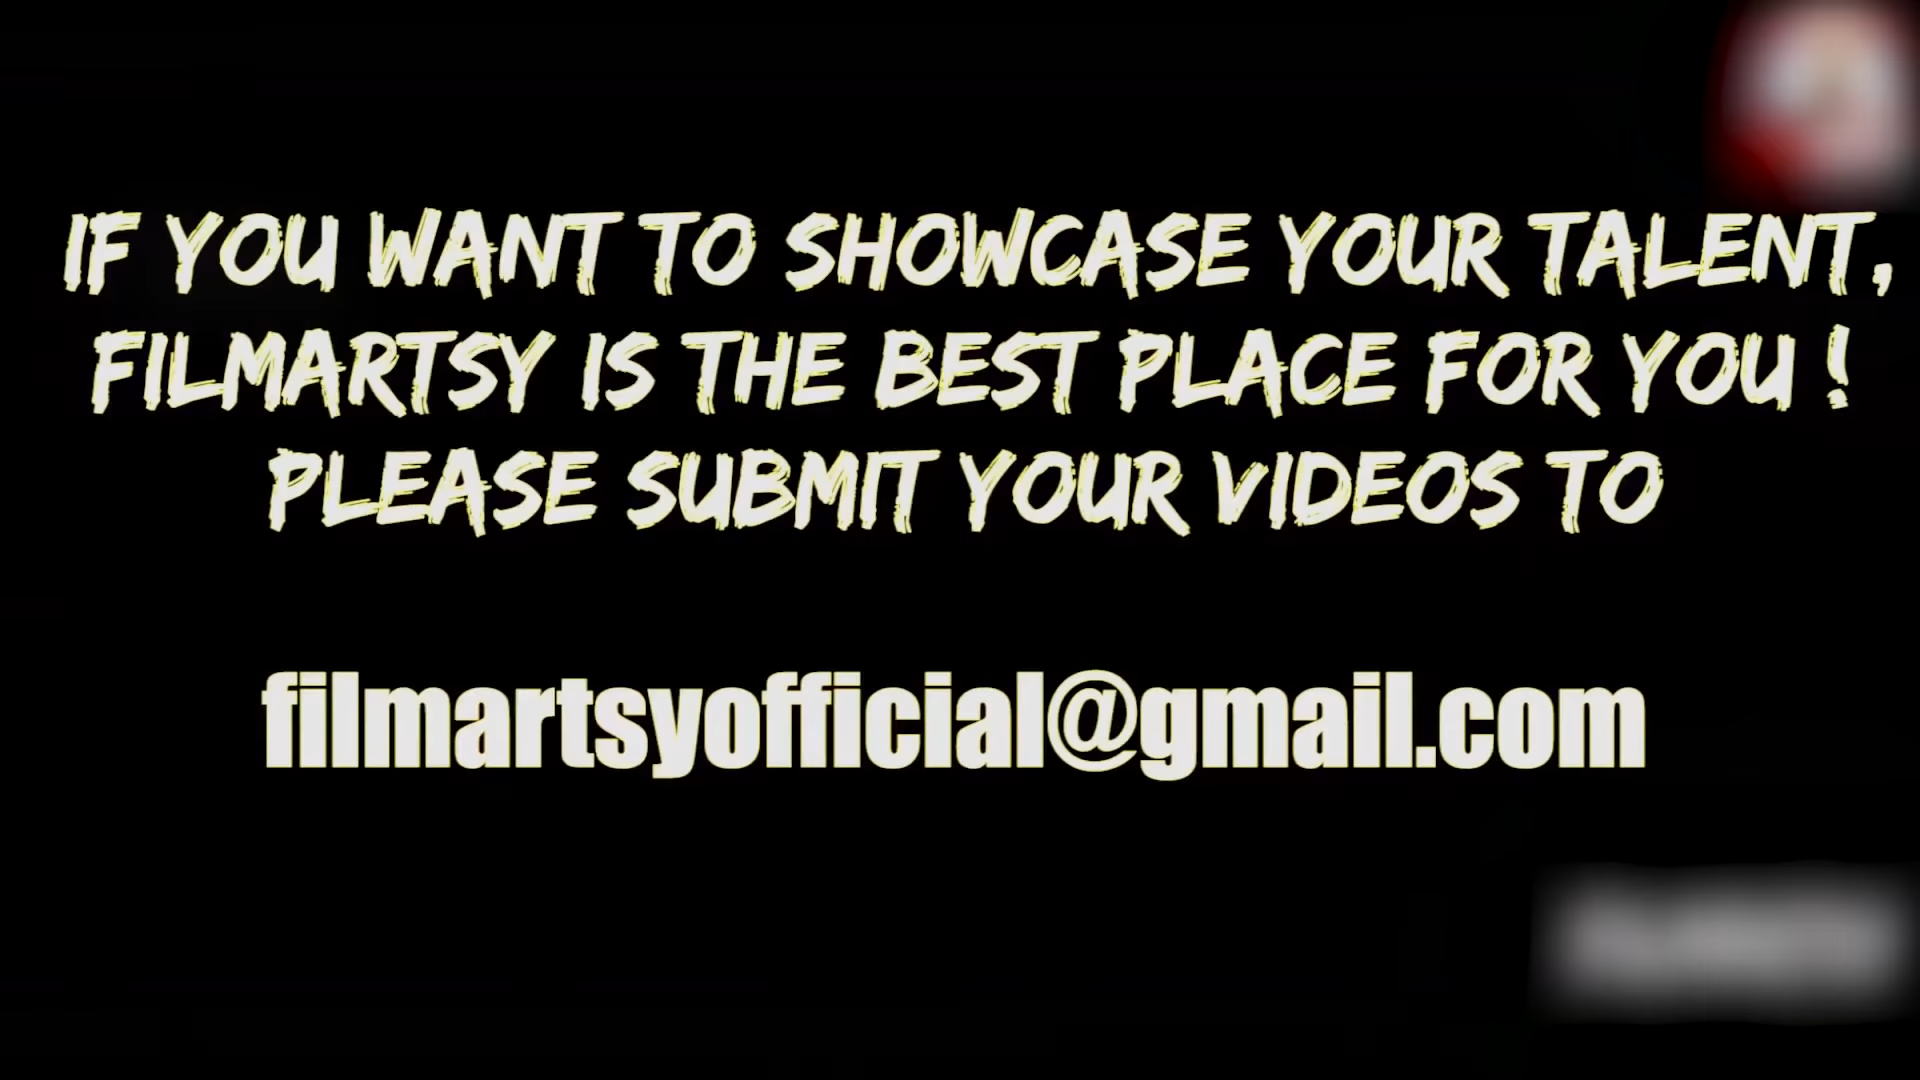 IF YOU WANT TO SHOWCASE YOUR TALENT,
FILMARTSY IS THE BEST PLACE FOR YOU !
PLEASE SUBMIT YOUR VIDEOS TO
filmartsyofficial@gmail.com